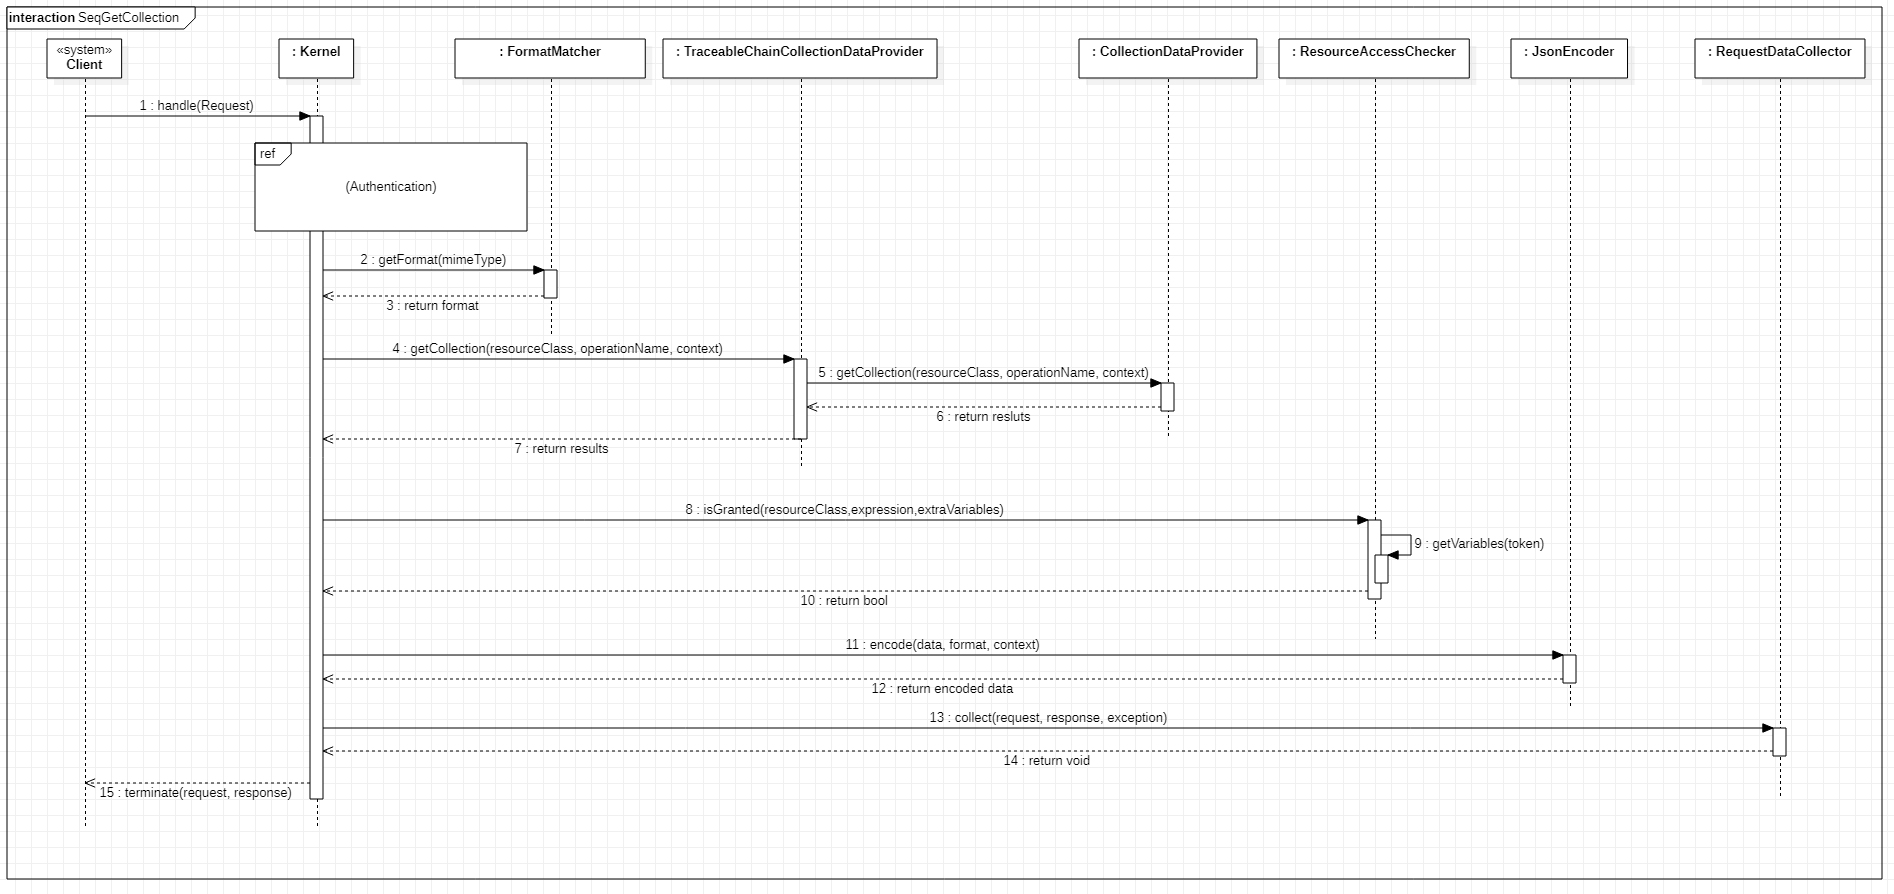 interaction SeqGetCollection
«system»
Client
: Kernel
: FormatMatcher
: TraceableChainCollectionDataProvider
: CollectionDataProvider
: ResourceAccessChecker
: JsonEncoder
: RequestDataCollector
1 : handle(Request)
ref
(Authentication)
2 : getFormat(mimeType)
3 : return format
4 : getCollection(resourceClass, operationName, context)
5 : getCollection(resourceClass, operationName, context)
6 : return resluts
7 : return results
8 : isGranted(resourceClass,expression,extraVariables)
9 : getVariables(token)
10 : return bool
11 : encode(data, format, context)
12 : return encoded data
13 : collect(request, response, exception)
14 : return void
15 : terminate(request, response)